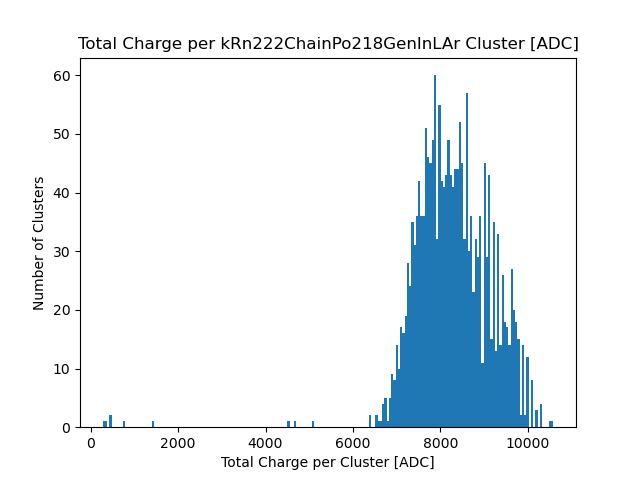 Total Charge per kRn222ChainPo218GenInLAr Cluster [ADC]
60
50
40
30
20
10
0
Number of Clusters
0 2000 4000 6000 8000 10000
Total Charge per Cluster [ADC]